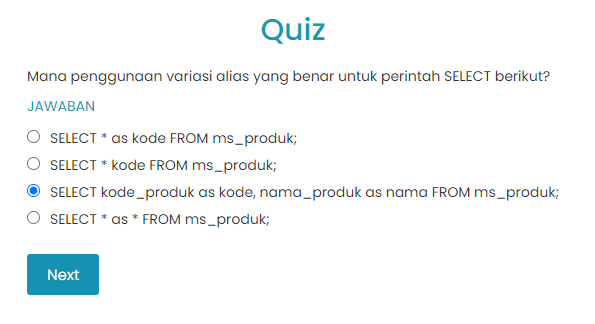 Quiz
Mana penggunaan variasi alias yang benar untuk perintah SELECT berikut?
JAWABAN
SELECT * as kode FROM ms_produk;
SELECT * kode FROM ms_produk;
SELECT kode_produk as kode, nama_produk as nama FROM ms_produk;
SELECT * as * FROM ms_produk;
Next